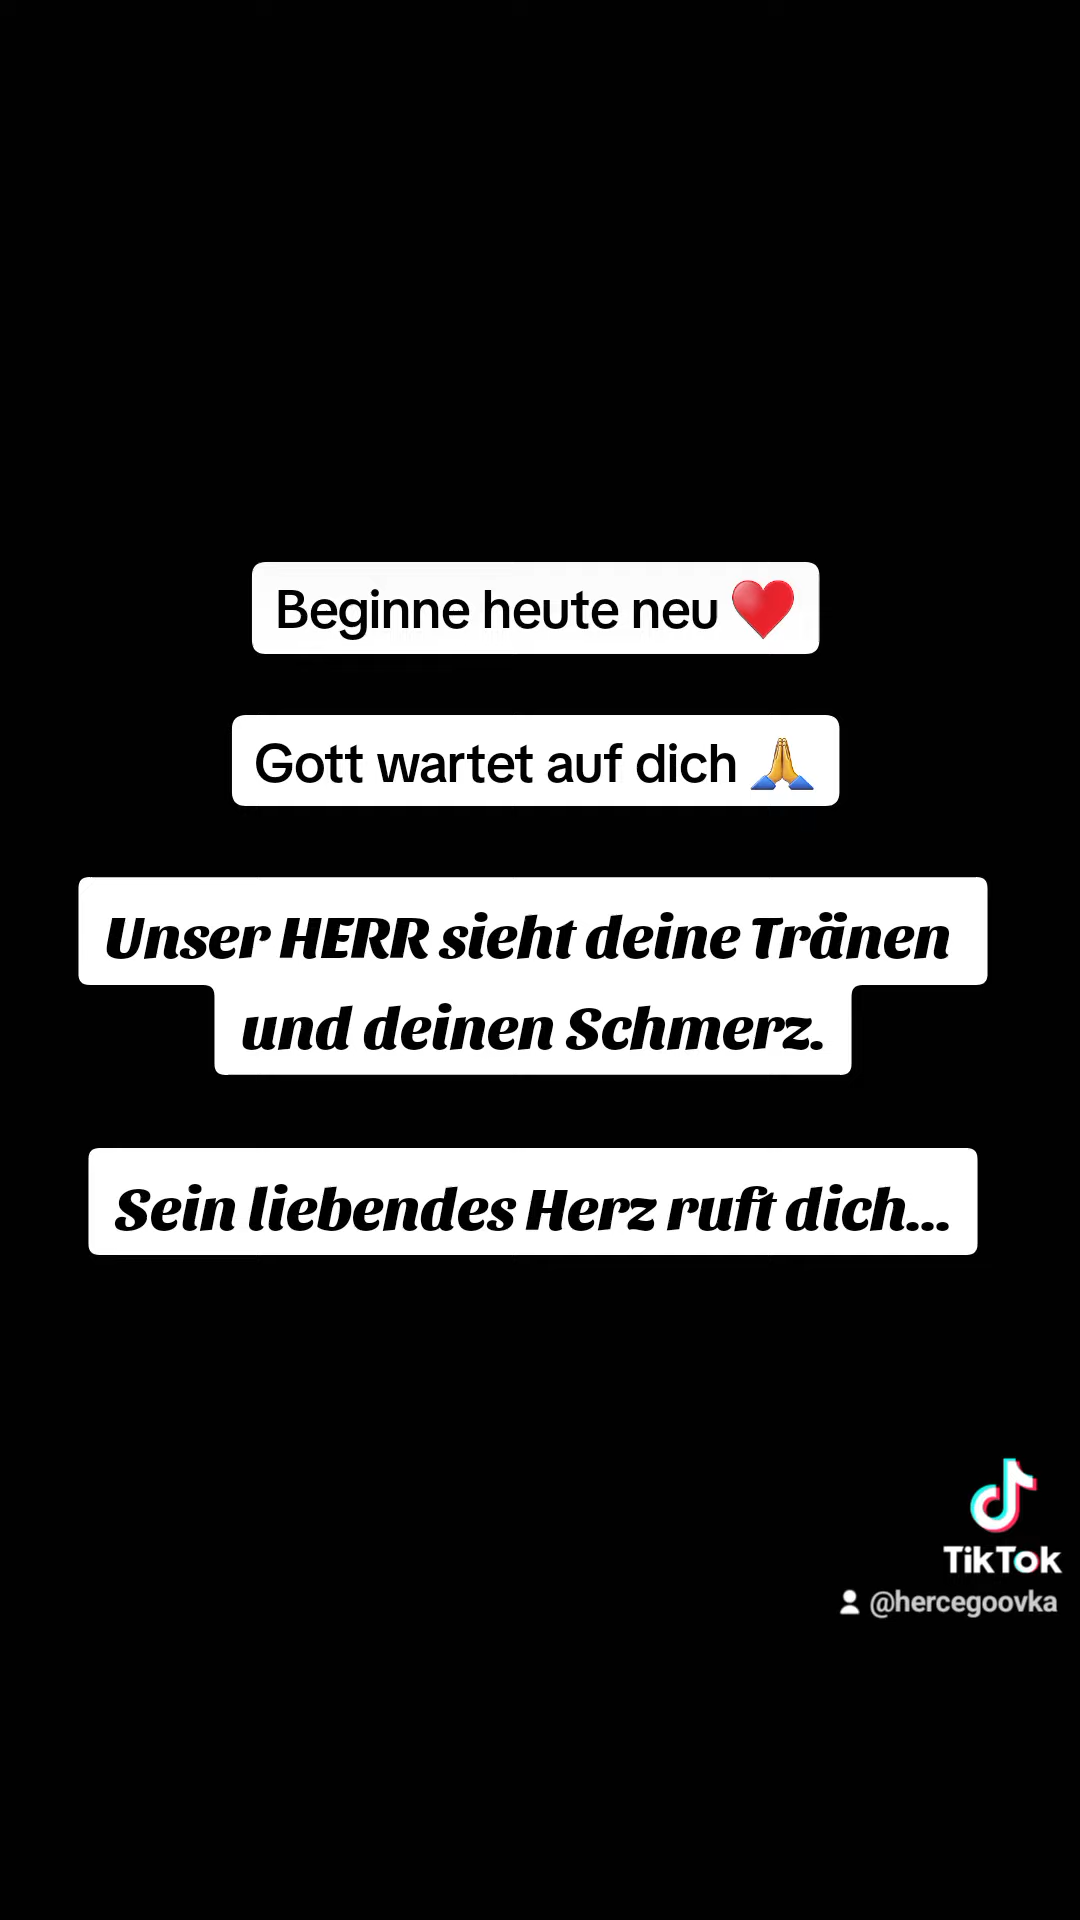 Beginne heute neu ♥️
Gott wartet auf dich 🙏
Unser HERR sieht deine Tränen
und deinen Schmerz.
Sein liebendes Herz ruft dich...
TikTok
@hercegoovka